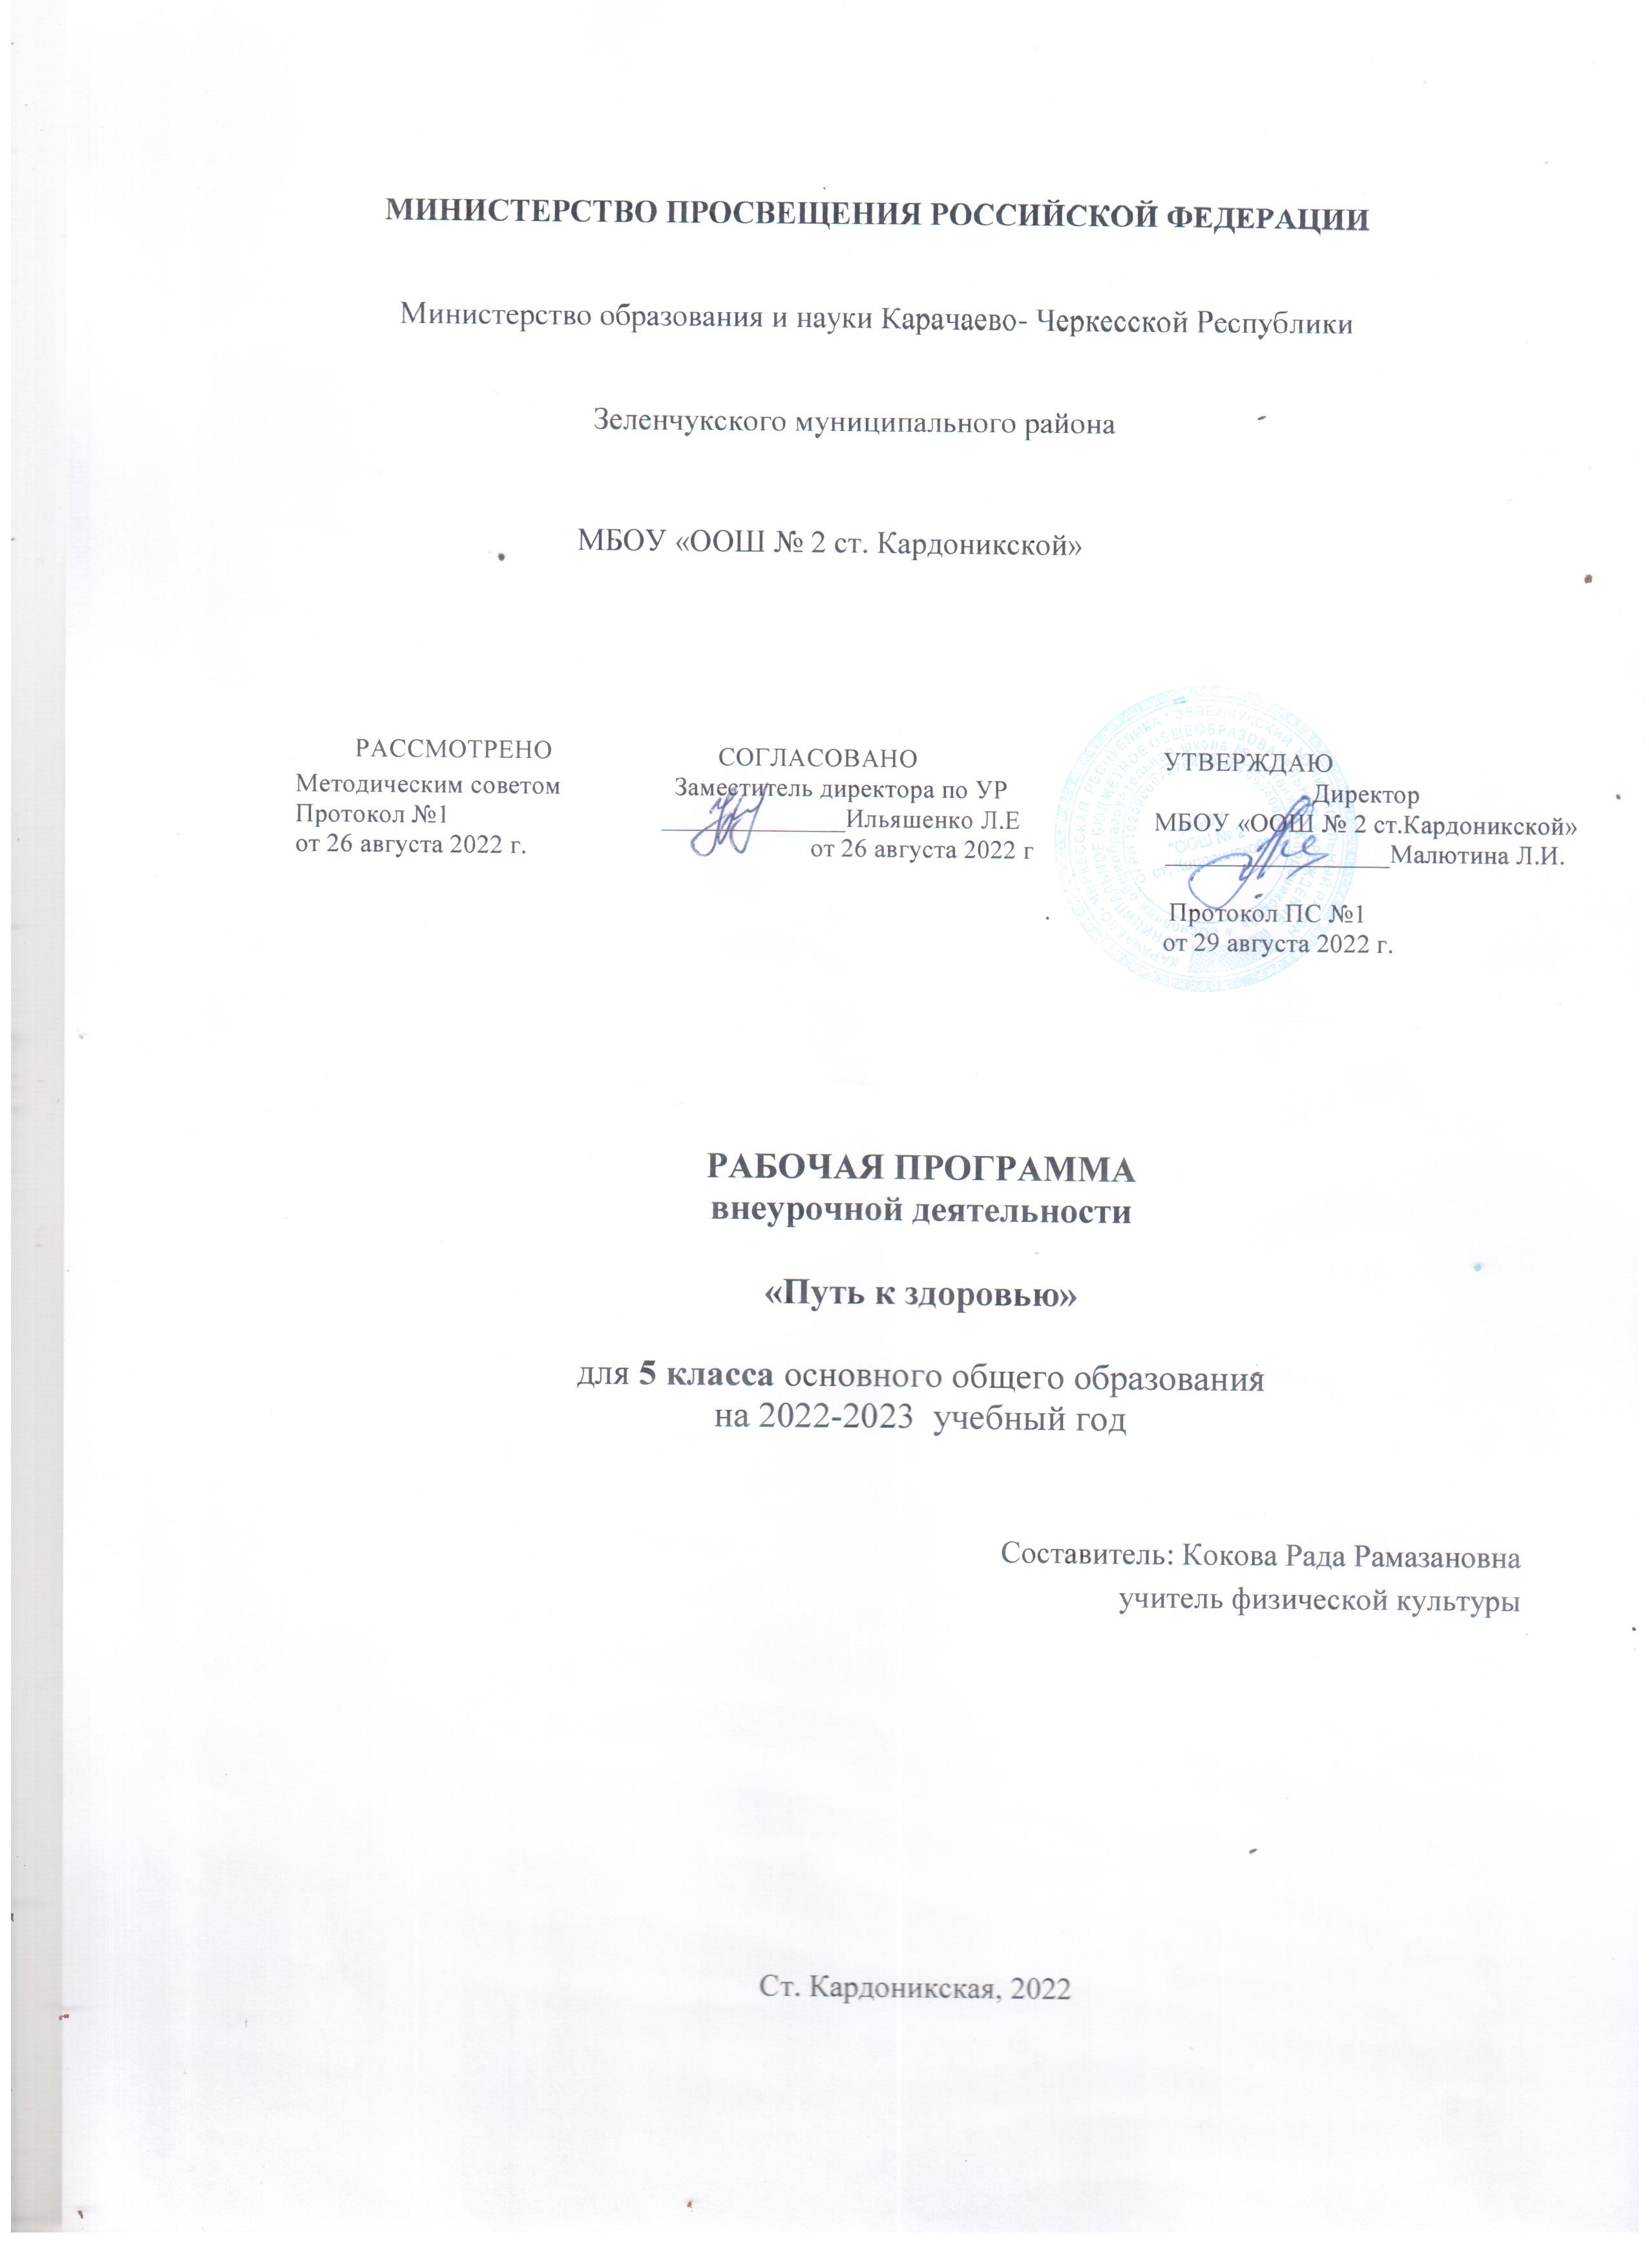 МИНИСТЕРСТВО ПРОСВЕЩЕНИЯ РОССИЙСКОЙ ФЕДЕРАЦИИ
Министерство образования и науки Карачаево- Черкесской Республики
Зеленчукского муниципального района
МБОУ «ООШ № 2 ст. Кардоникской»
РАССМОТРЕНО
Методическим советом
Протокол №1
от 26 августа 2022 г.
СОГЛАСОВАНО
Заместитель директора по УР
______________Ильяшенко Л.Е
от 26 августа 2022 г
УТВЕРЖДАЮ
Директор
МБОУ «ООШ № 2 ст.Кардоникской»
_________________Малютина Л.И.
Протокол ПС №1
от 29 августа 2022 г.
РАБОЧАЯ ПРОГРАММА
внеурочной деятельности
«Путь к здоровью»
для 5 класса основного общего образования
на 2022-2023 учебный год
Составитель: Кокова Рада Рамазановна
учитель физической культуры
Ст. Кардоникская, 2022